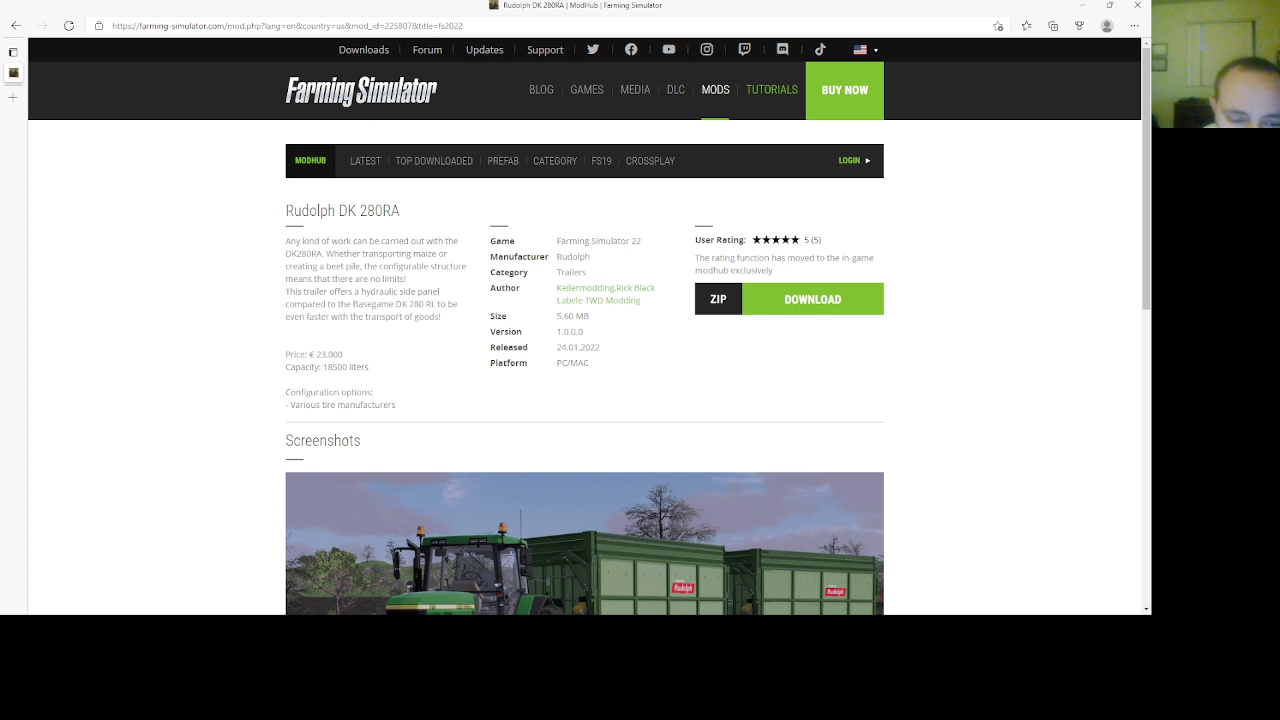 Rudolph DK 280RA | ModHub | Farming Simulator
https://farming-simulator.com/mod.php?lang=en&country=us&mod_id=225807&title=fs2022
Downloads Forum Updates Support
Farming Simulator BLOG GAMES MEDIA DLC MODS TUTORIALS BUY NOW
MODHUB LATEST TOP DOWNLOADED PREFAB CATEGORY FS19 CROSSPLAY LOGIN
Rudolph DK 280RA
Any kind of work can be carried out with the
DK280RA. Whether transporting maize or
creating a beet pile, the configurable structure
means that there are no limits!
This trailer offers a hydraulic side panel
compared to the Basegame DK 280 RL to be
even faster with the transport of goods!
Price: € 23.000
Capacity: 18500 liters
Configuration options:
- Various tire manufacturers
Game Farming Simulator 22
Manufacturer Rudolph
Category Trailers
Author Keilermodding,Rick Black
Labele TWD Modding
Size 5.60 MB
Version 1.0.0.0
Released 24.01.2022
Platform PC/MAC
User Rating: 5 (5)
The rating function has moved to the in-game
modhub exclusively
ZIP DOWNLOAD
Screenshots
Rudolph
Rudolph